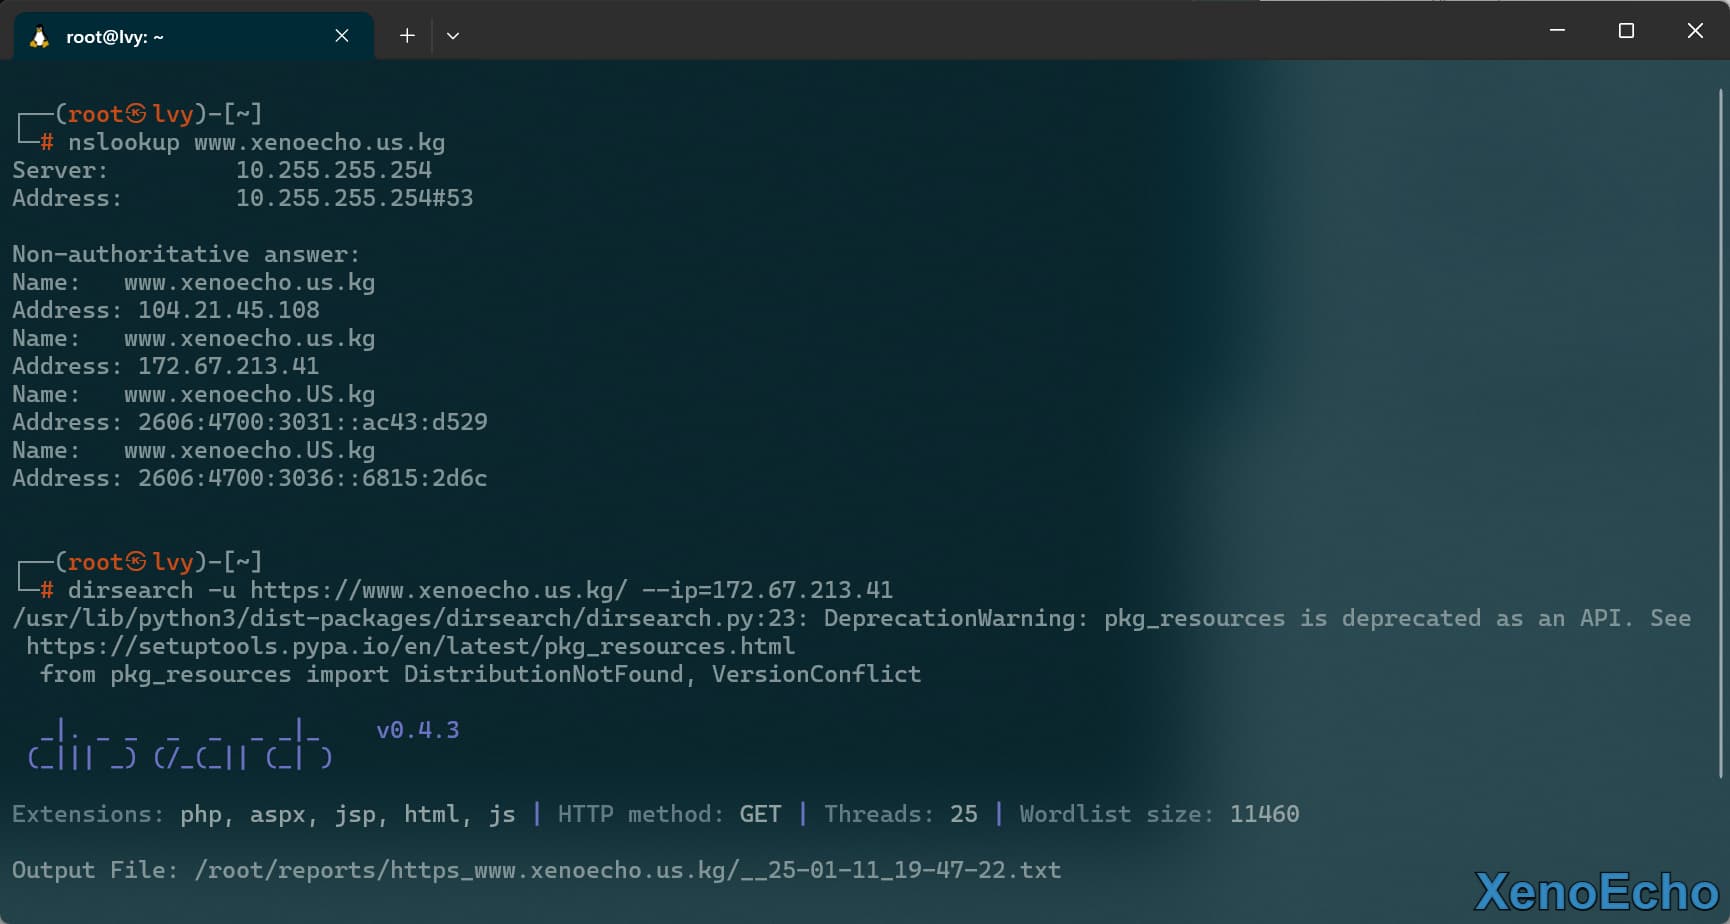 root@lvy: ~
┌──(root㉿lvy)-[~]
└─# nslookup www.xenoecho.us.kg
Server:         10.255.255.254
Address:        10.255.255.254#53
Non-authoritative answer:
Name:   www.xenoecho.us.kg
Address: 104.21.45.108
Name:   www.xenoecho.us.kg
Address: 172.67.213.41
Name:   www.xenoecho.US.kg
Address: 2606:4700:3031::ac43:d529
Name:   www.xenoecho.US.kg
Address: 2606:4700:3036::6815:2d6c
┌──(root㉿lvy)-[~]
└─# dirsearch -u https://www.xenoecho.us.kg/ --ip=172.67.213.41
/usr/lib/python3/dist-packages/dirsearch/dirsearch.py:23: DeprecationWarning: pkg_resources is deprecated as an API. See
 https://setuptools.pypa.io/en/latest/pkg_resources.html
  from pkg_resources import DistributionNotFound, VersionConflict
  _|. _ _  _  _  _ _|_    v0.4.3
 (_||| _) (/_(_|| (_| )
Extensions: php, aspx, jsp, html, js | HTTP method: GET | Threads: 25 | Wordlist size: 11460
Output File: /root/reports/https_www.xenoecho.us.kg/__25-01-11_19-47-22.txt
XenoEcho